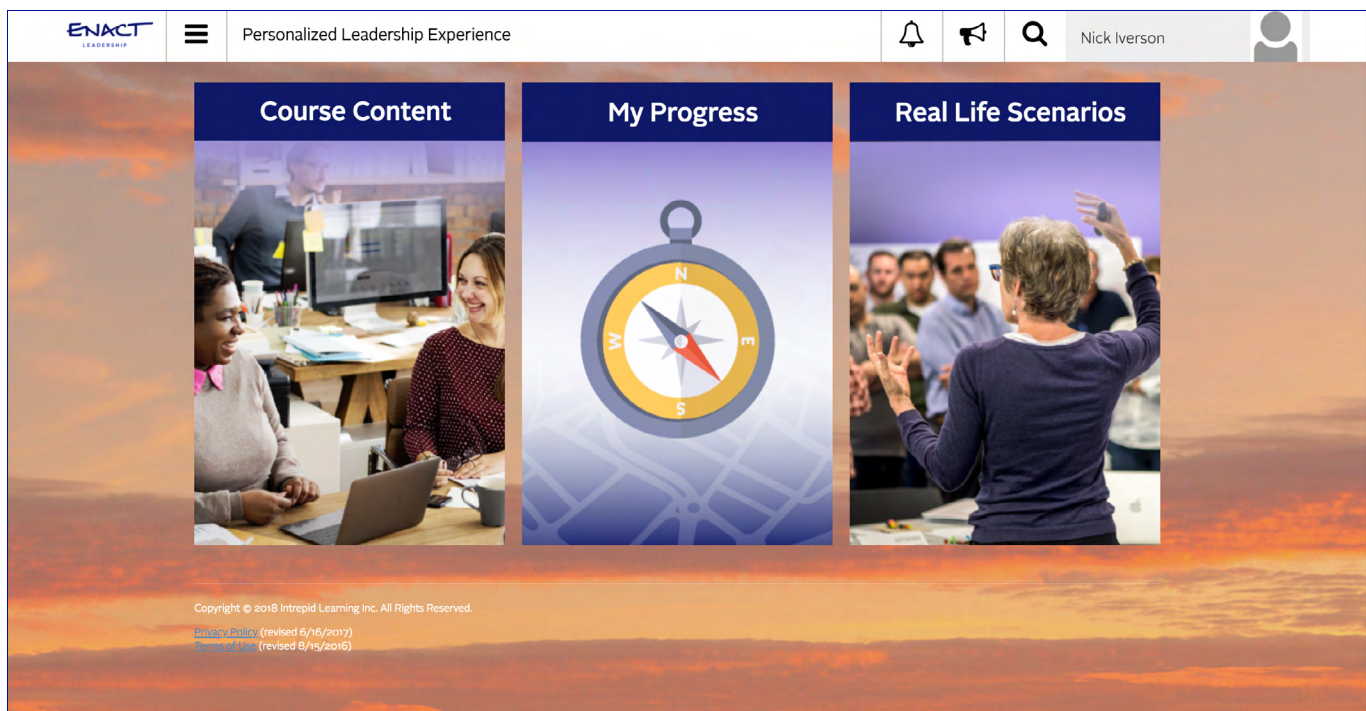 ENACT
LEADERSHIP
Personalized Leadership Experience
Nick Iverson
Course Content
My Progress
Real Life Scenarios
N
W
E
S
Copyright © 2018 Intrepid Learning Inc. All Rights Reserved.
Privacy Policy (revised 6/16/2017)
Terms of Use (revised 8/15/2016)